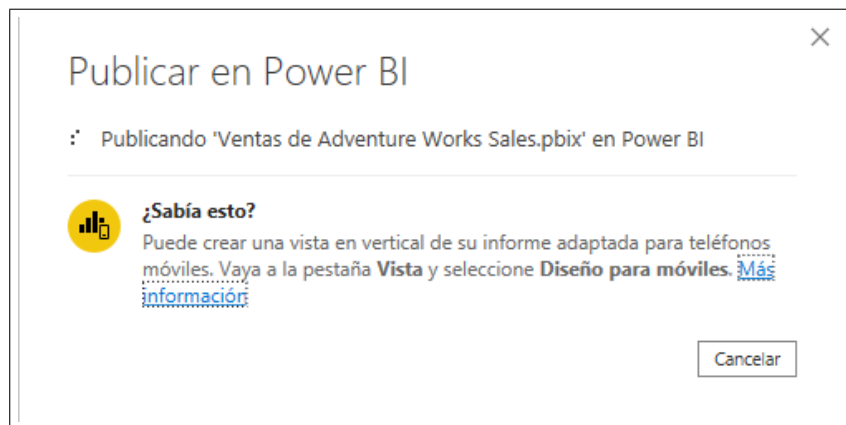 Publicar en Power BI
Publicando 'Ventas de Adventure Works Sales.pbix' en Power BI
¿Sabía esto?
Puede crear una vista en vertical de su informe adaptada para teléfonos
móviles. Vaya a la pestaña Vista y seleccione Diseño para móviles. Más
información
Cancelar